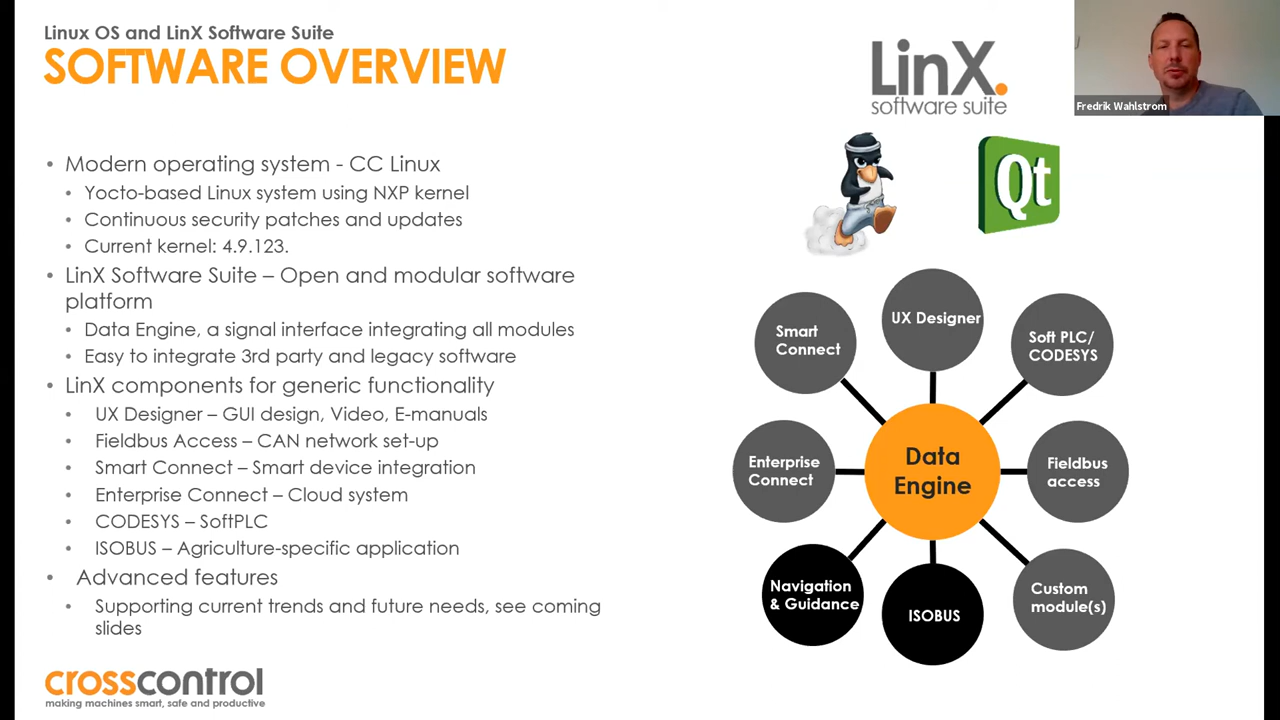 Linux OS and LinX Software Suite
SOFTWARE OVERVIEW
LinX.
software suite
Fredrik Wahlstrom
Qt
• Modern operating system - CC Linux
• Yocto-based Linux system using NXP kernel
• Continuous security patches and updates
• Current kernel: 4.9.123.
• LinX Software Suite – Open and modular software
platform
• Data Engine, a signal interface integrating all modules
• Easy to integrate 3rd party and legacy software
• LinX components for generic functionality
• UX Designer – GUI design, Video, E-manuals
• Fieldbus Access – CAN network set-up
• Smart Connect – Smart device integration
• Enterprise Connect – Cloud system
• CODESYS – SoftPLC
• ISOBUS – Agriculture-specific application
• Advanced features
• Supporting current trends and future needs, see coming
slides
UX Designer
Smart
Connect
Soft PLC/
CODESYS
Enterprise
Connect
Data
Engine
Fieldbus
access
Navigation
& Guidance
ISOBUS
Custom
module(s)
crosscontrol
making machines smart, safe and productive